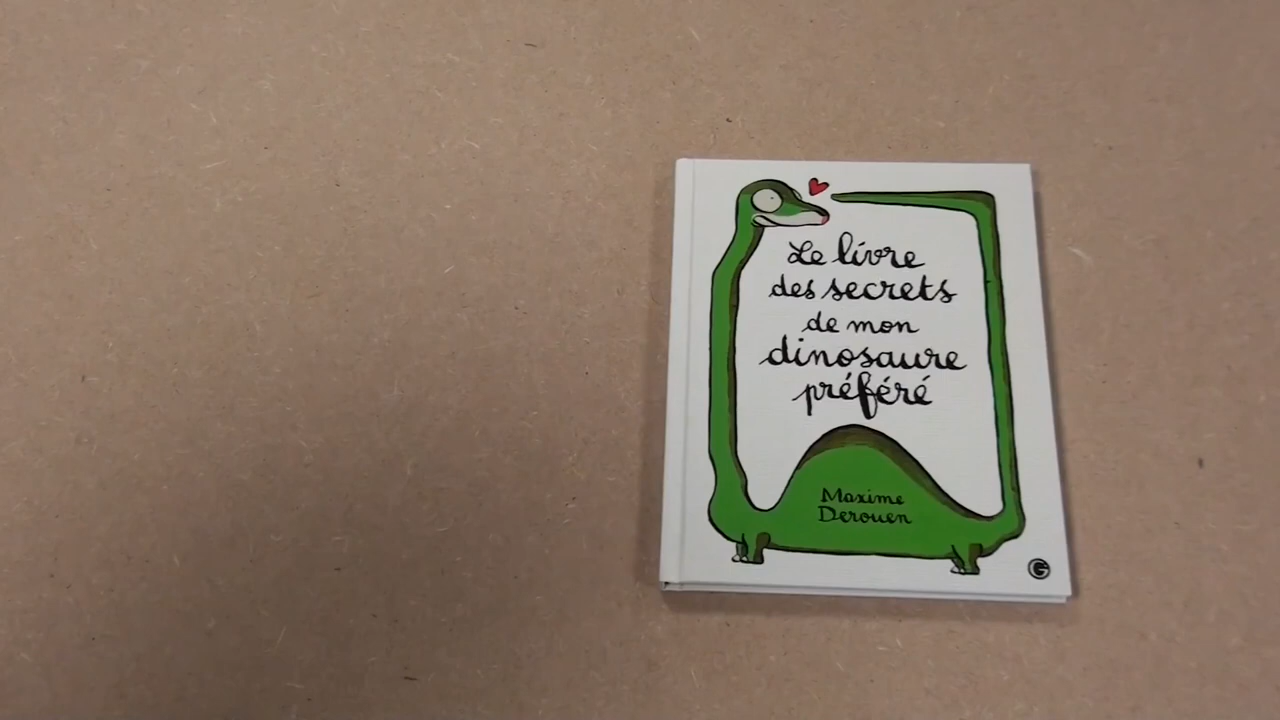 Le livre
des secrets
de mon
dinosaure
préféré
Maxime
Derouen
G